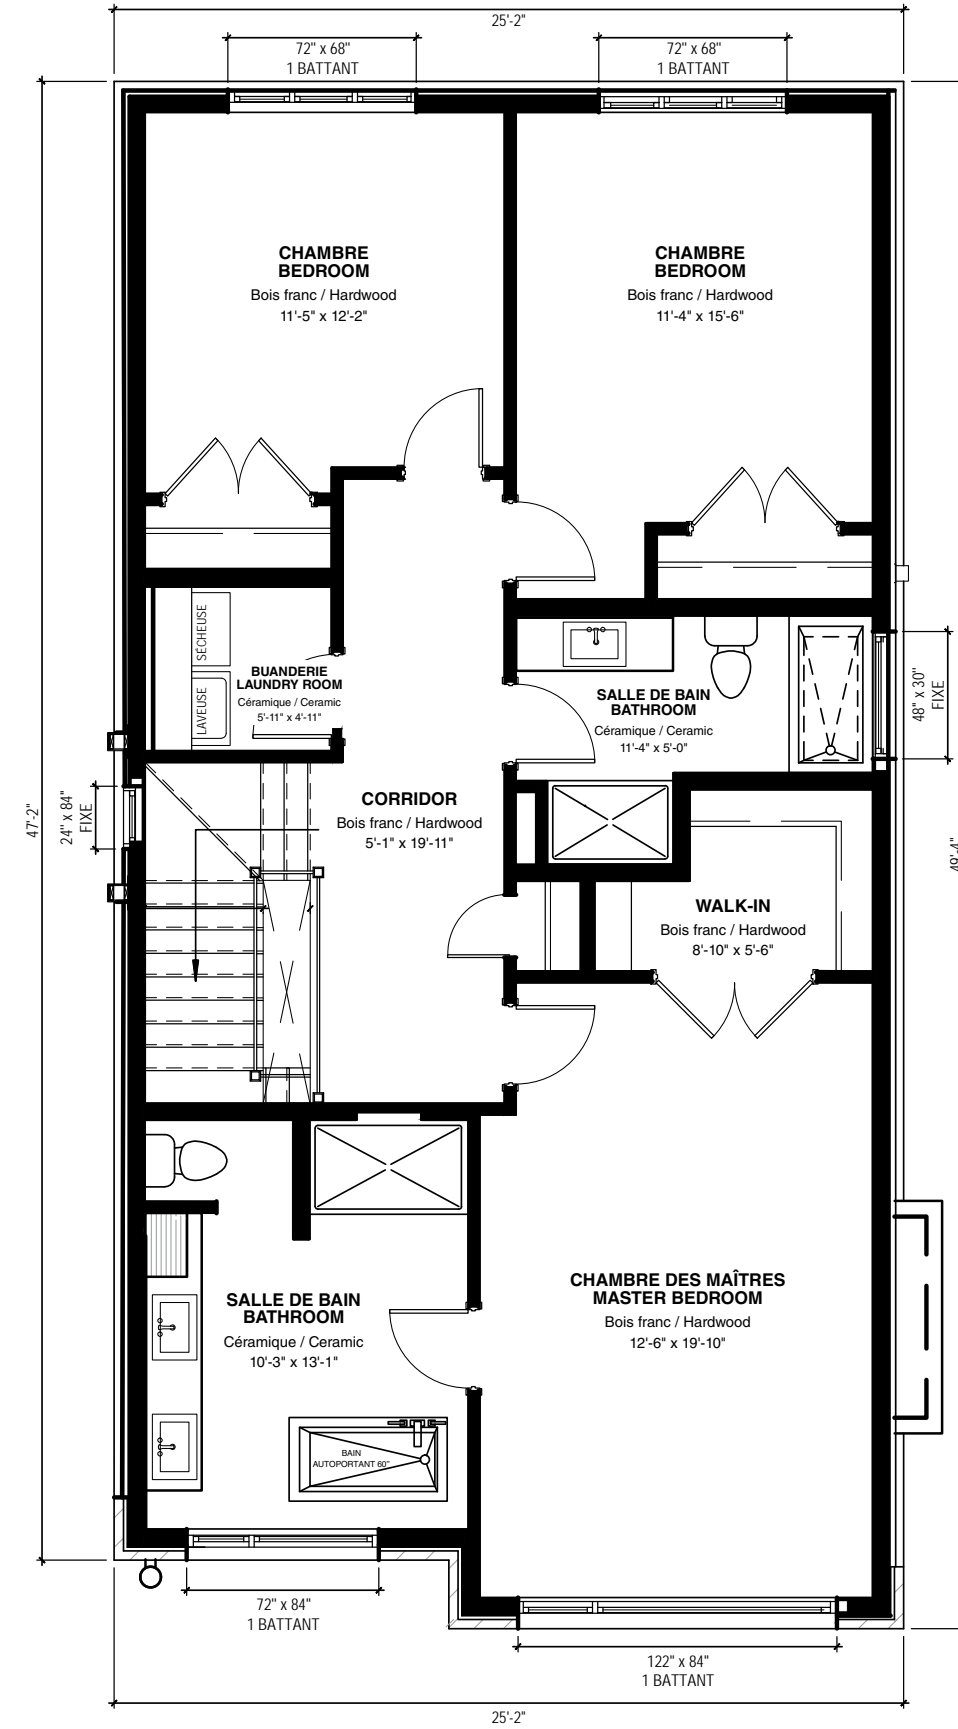 25'-2"
72" x 68"
1 BATTANT
72" x 68"
1 BATTANT
CHAMBRE
BEDROOM
Bois franc / Hardwood
11'-5" x 12'-2"
CHAMBRE
BEDROOM
Bois franc / Hardwood
11'-4" x 15'-6"
SÉCHEUSE
LAVEUSE
BUANDERIE
LAUNDRY ROOM
Céramique / Ceramic
5'-11" x 4'-11"
SALLE DE BAIN
BATHROOM
Céramique / Ceramic
11'-4" x 5'-0"
48" x 30"
FIXE
47'-2"
24" x 84"
FIXE
CORRIDOR
Bois franc / Hardwood
5'-1" x 19'-11"
49'-4"
WALK-IN
Bois franc / Hardwood
8'-10" x 5'-6"
SALLE DE BAIN
BATHROOM
Céramique / Ceramic
10'-3" x 13'-1"
CHAMBRE DES MAÎTRES
MASTER BEDROOM
Bois franc / Hardwood
12'-6" x 19'-10"
BAIN
AUTOPORTANT 60"
72" x 84"
1 BATTANT
122" x 84"
1 BATTANT
25'-2"